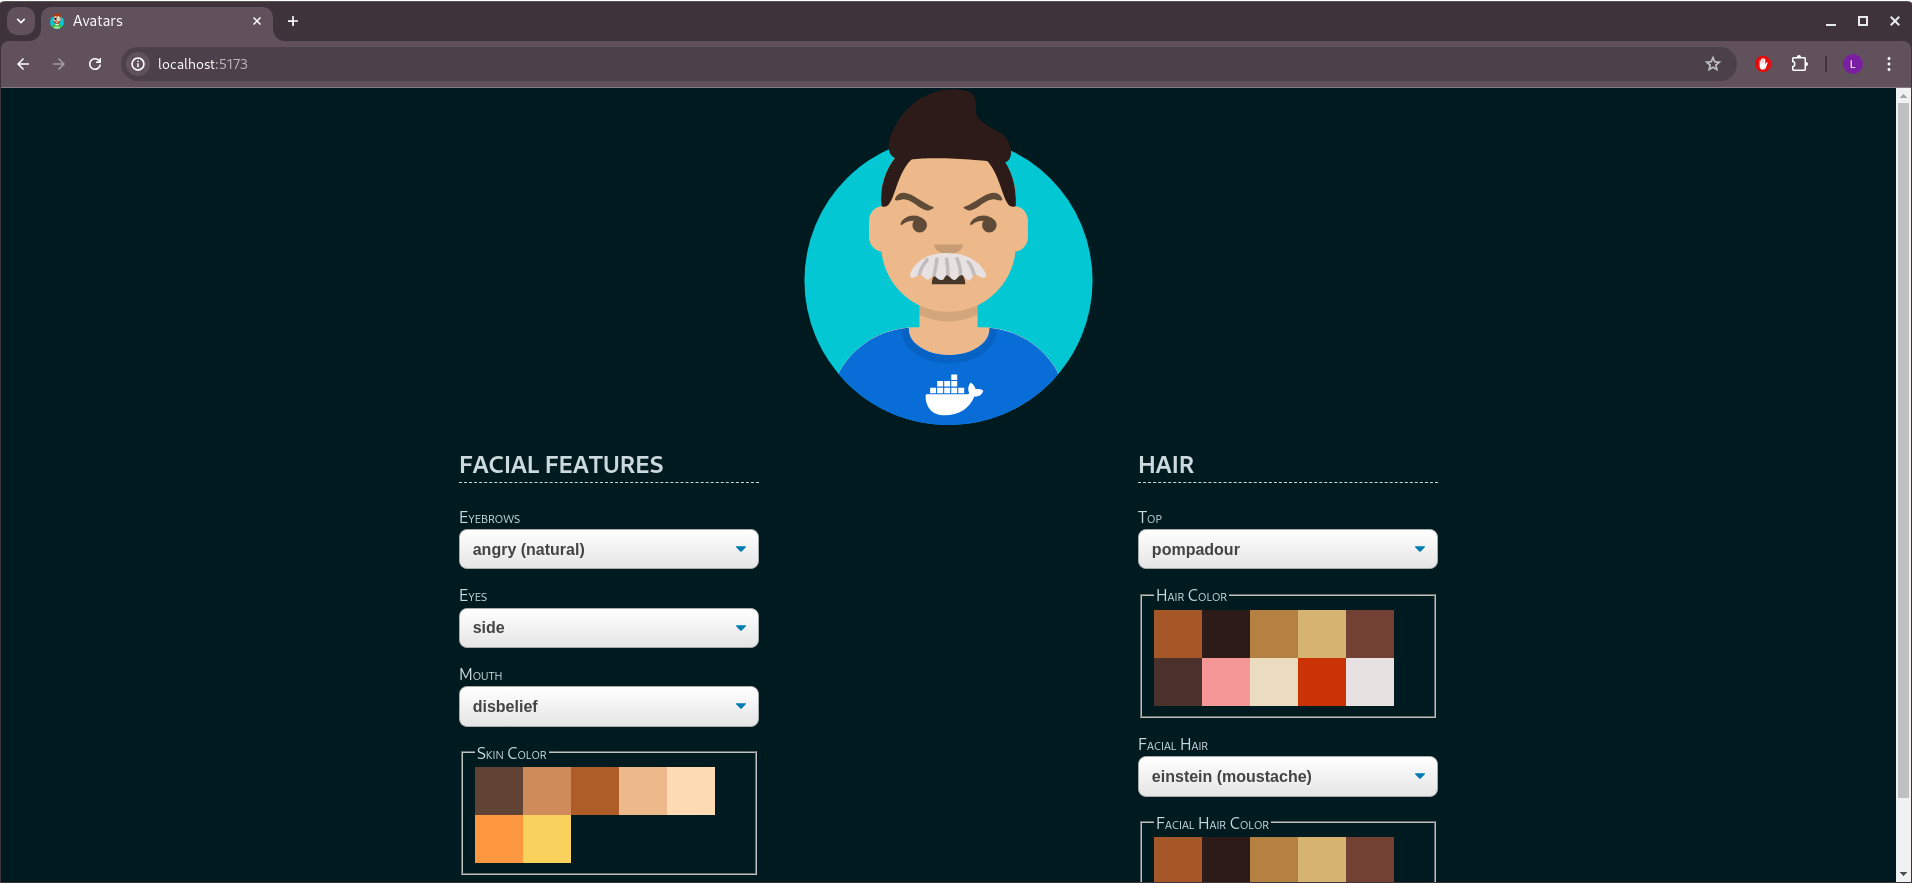 Avatars
localhost:5173
L
FACIAL FEATURES
Eyebrows
angry (natural)
Eyes
side
Mouth
disbelief
Skin Color
HAIR
Top
pompadour
Hair Color
Facial Hair
einstein (moustache)
Facial Hair Color